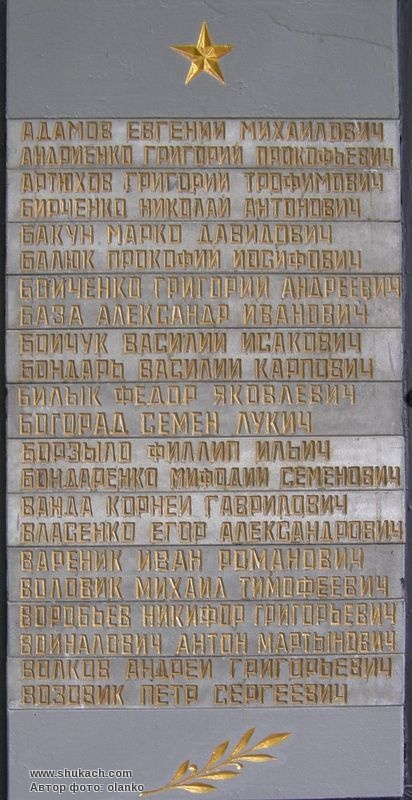 АДАМОВ ЕВГЕНИЙ МИХАЙЛОВИЧ
АНДРИЕНКО ГРИГОРИЙ ПРОКОФЬЕВИЧ
АРТЮХОВ ГРИГОРИЙ ТРОФИМОВИЧ
БИРЧЕНКО НИКОЛАЙ АНТОНОВИЧ
БАКУН МАРКО ДАВИДОВИЧ
БАЛЮК ПРОКОФИЙ ИОСИФОВИЧ
БОЙЧЕНКО ГРИГОРИЙ АНДРЕЕВИЧ
БАЗА АЛЕКСАНДР ИВАНОВИЧ
БОЙЧУК ВАСИЛИЙ ИСАКОВИЧ
БОНДАРЬ ВАСИЛИЙ КАРПОВИЧ
БИЛЫК ФЕДОР ЯКОВЛЕВИЧ
БОГОРАД СЕМЕН ЛУКИЧ
БОРЗЫЛО ФИЛЛИП ИЛЬИЧ
БОНДАРЕНКО МИФОДИЙ СЕМЕНОВИЧ
ВАНДА КОРНЕЙ ГАВРИЛОВИЧ
ВЛАСЕНКО ЕГОР АЛЕКСАНДРОВИЧ
ВАРЕНИК ИВАН РОМАНОВИЧ
ВОЛОВИК МИХАИЛ ТИМОФЕЕВИЧ
ВОРОБЬЕВ НИКИФОР ГРИГОРЬЕВИЧ
ВОЙНАЛОВИЧ АНТОН МАРТЫНОВИЧ
ВОЛКОВ АНДРЕЙ ГРИГОРЬЕВИЧ
ВОЗОВИК ПЕТР СЕРГЕЕВИЧ
www.shukach.com
Автор фото: olanko